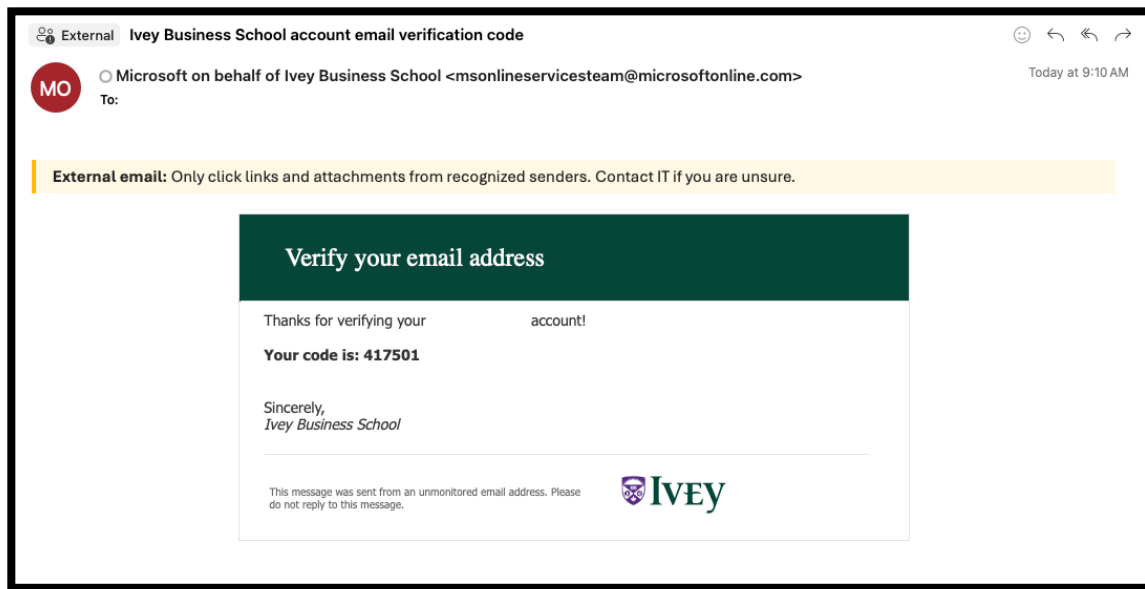 External Ivey Business School account email verification code
MO
Microsoft on behalf of Ivey Business School <msonlineservicesteam@microsoftonline.com>
Today at 9:10 AM
To:
External email: Only click links and attachments from recognized senders. Contact IT if you are unsure.
Verify your email address
Thanks for verifying your account!
Your code is: 417501
Sincerely,
Ivey Business School
This message was sent from an unmonitored email address. Please
do not reply to this message.
IVEY